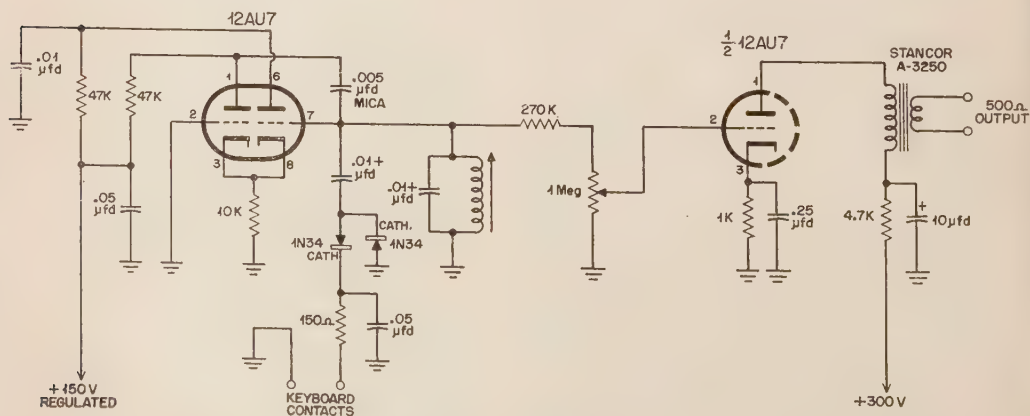 12AU7
.01
µfd
47K
47K
1
6
2
7
3
8
.005
µfd
MICA
.05
µfd
10K
.01+
µfd
1N34
CATH.
CATH.
1N34
150Ω
.05
µfd
+150V
REGULATED
KEYBOARD
CONTACTS
.01+
µfd
270K
1 Meg
1/2 12AU7
1
2
3
1K
.25
µfd
STANCOR
A-3250
500Ω
OUTPUT
4.7K
+
10µfd
+300V